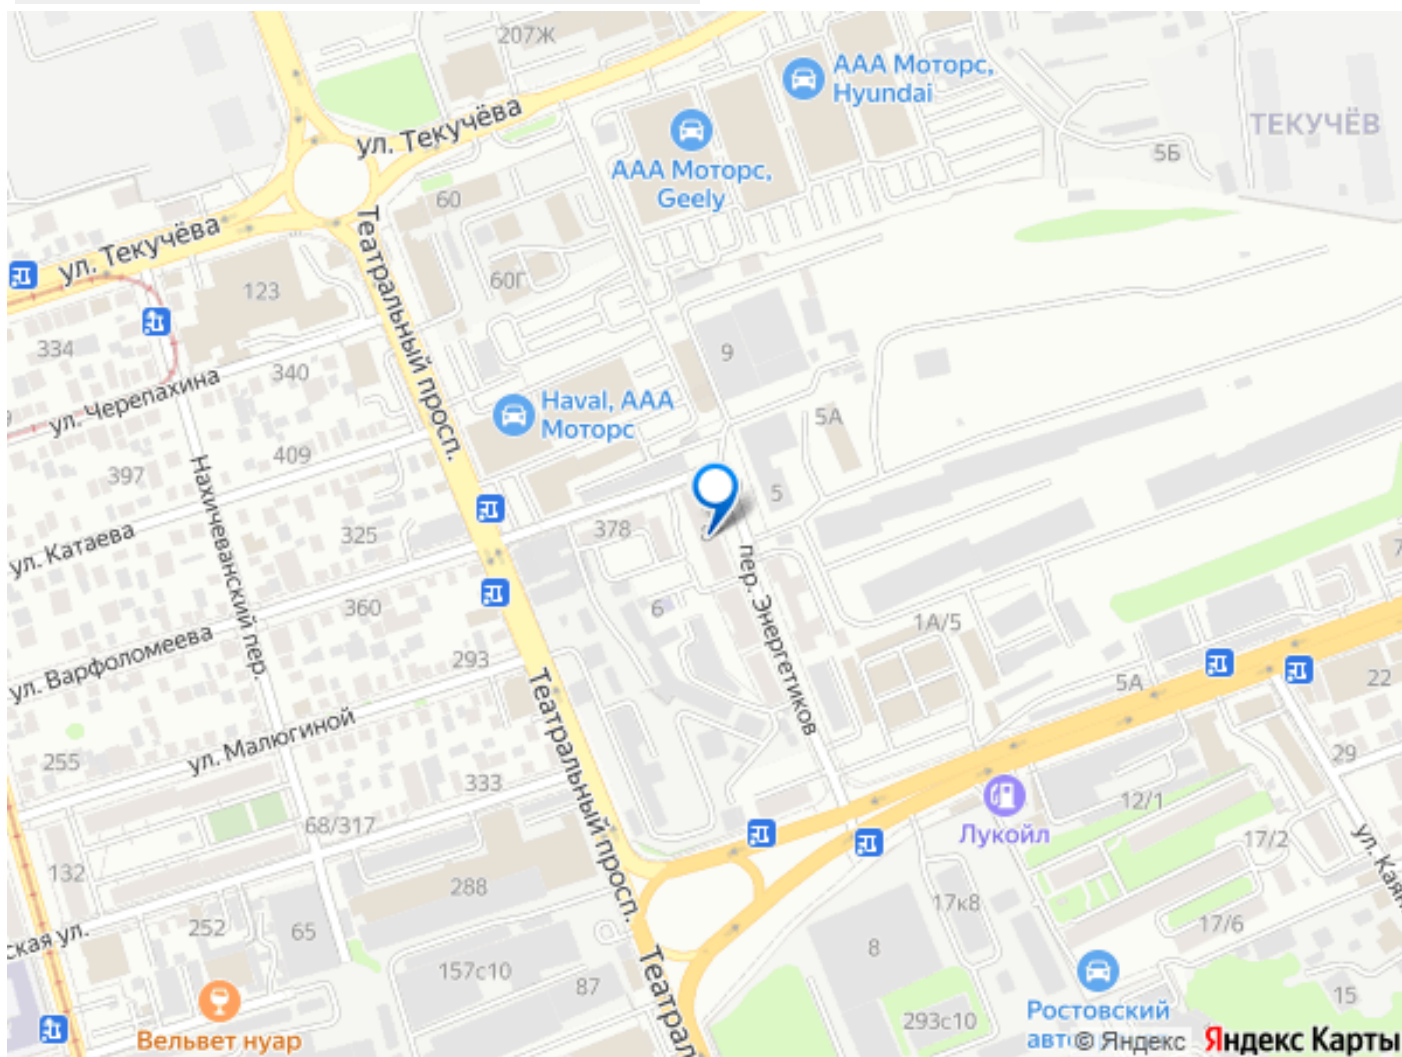 207Ж
ААА Моторс,
Hyundai
ул. Текучёва
ТЕКУЧЁВ
5Б
ААА Моторс,
Geely
60
ул. Текучёва
Театральный просп.
60Г
123
334
9
340
ул. Черепахина
Haval, ААА
Моторс
5А
409
397
Нахичеванский пер.
5
325
378
ул. Катаева
пер. Энергетиков
360
6
1А/5
ул. Варфоломеева
293
5А
22
Театральный просп.
ул. Малюгиной
255
29
333
12/1
68/317
Лукойл
17/2
132
288
17к8
252
65
17/6
8
157с10
87
15
293с10
Ростовский
Вельвет нуар
© Яндекс
Яндекс Карты